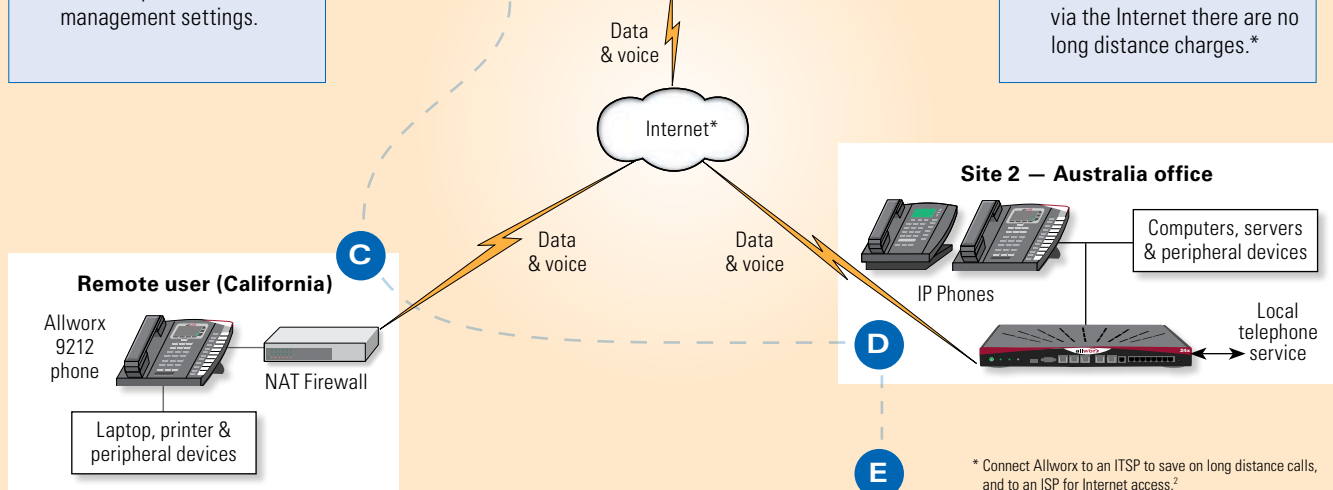 management settings.
via the Internet there are no
long distance charges.*
Data
& voice
Internet*
Site 2 — Australia office
Computers, servers
& peripheral devices
IP Phones
Local
telephone
service
allworx
24x
Data
& voice
Data
& voice
C
Remote user (California)
Allworx
9212
phone
NAT Firewall
Laptop, printer &
peripheral devices
D
E
* Connect Allworx to an ITSP to save on long distance calls,
and to an ISP for Internet access.²